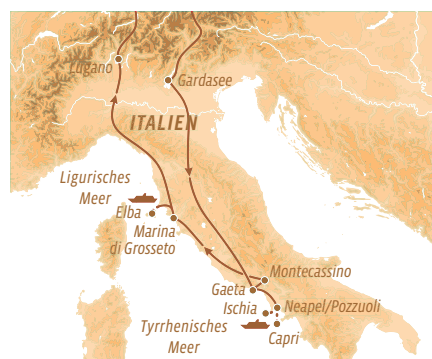 Lugano
Gardasee
ITALIEN
Ligurisches
Meer
Elba
Marina
di Grosseto
Montecassino
Gaeta
Ischia
Neapel/Pozzuoli
Tyrrhenisches
Meer
Capri